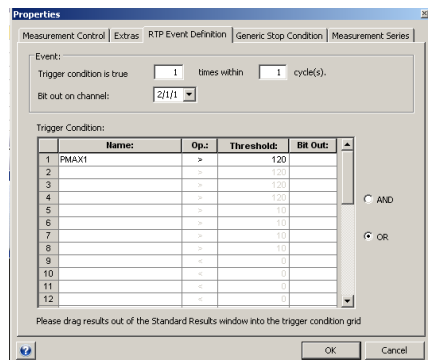 Properties
Measurement Control Extras RTP Event Definition Generic Stop Condition Measurement Series
Event:
Trigger condition is true 1 times within 1 cycle(s).
Bit out on channel: 2/1/1
Trigger Condition:
Name: Op.: Threshold: Bit Out:
1 PMAX1 > 120
2 > 120
3 > 120
4 > 120
5 > 10
6 > 10
7 > 10
8 > 10
9 < 0
10 < 0
11 < 0
12 < 0
AND
OR
Please drag results out of the Standard Results window into the trigger condition grid
? OK Cancel